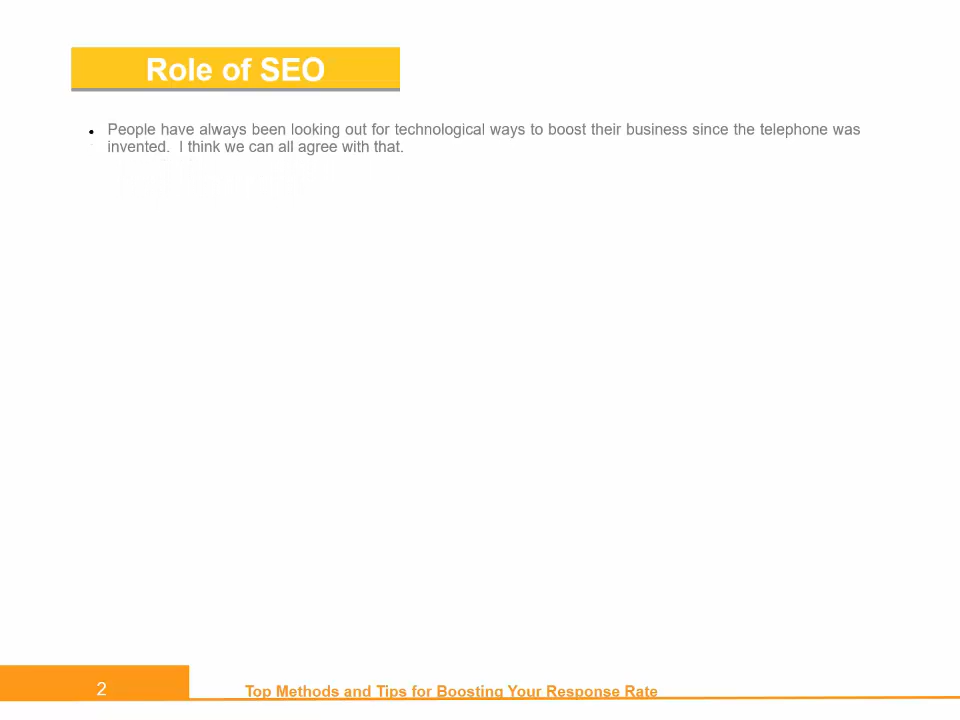 Role of SEO
• People have always been looking out for technological ways to boost their business since the telephone was
invented.  I think we can all agree with that.
2
Top Methods and Tips for Boosting Your Response Rate